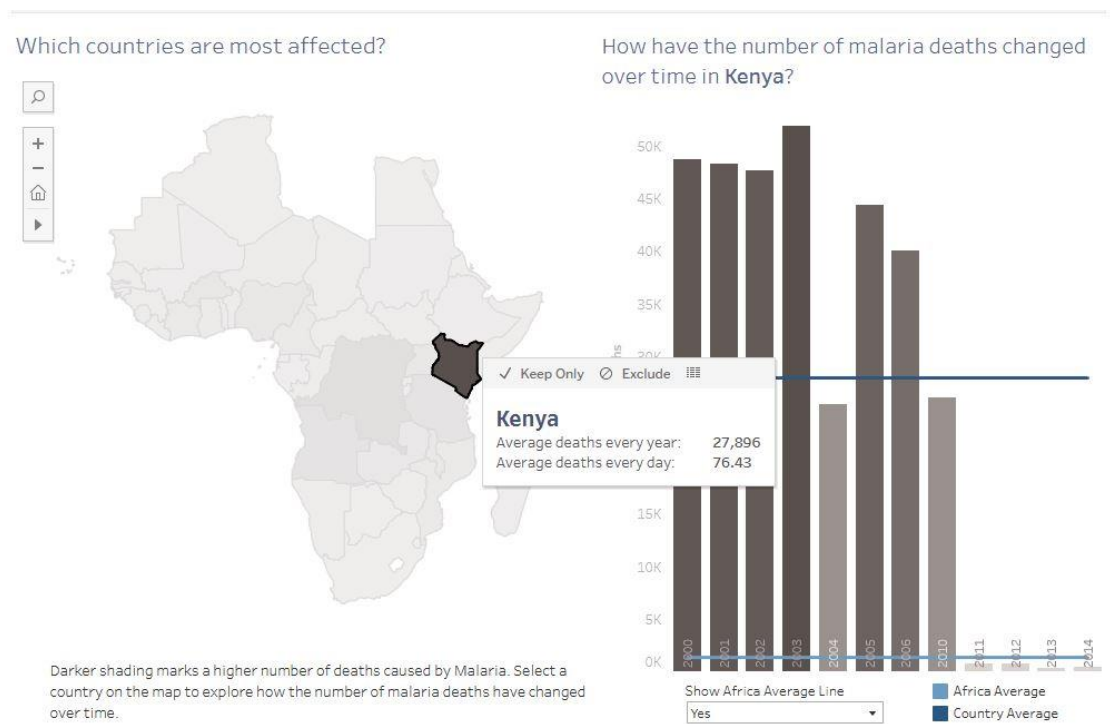 Which countries are most affected?
How have the number of malaria deaths changed
over time in Kenya?
50K
45K
40K
35K
30K
Keep Only Exclude
Kenya
Average deaths every year: 27,896
Average deaths every day: 76.43
15K
10K
5K
0K
2000 2001 2002 2003 2004 2005 2006 2010 2011 2012 2013 2014
Darker shading marks a higher number of deaths caused by Malaria. Select a
country on the map to explore how the number of malaria deaths have changed
over time.
Show Africa Average Line
Yes
Africa Average
Country Average